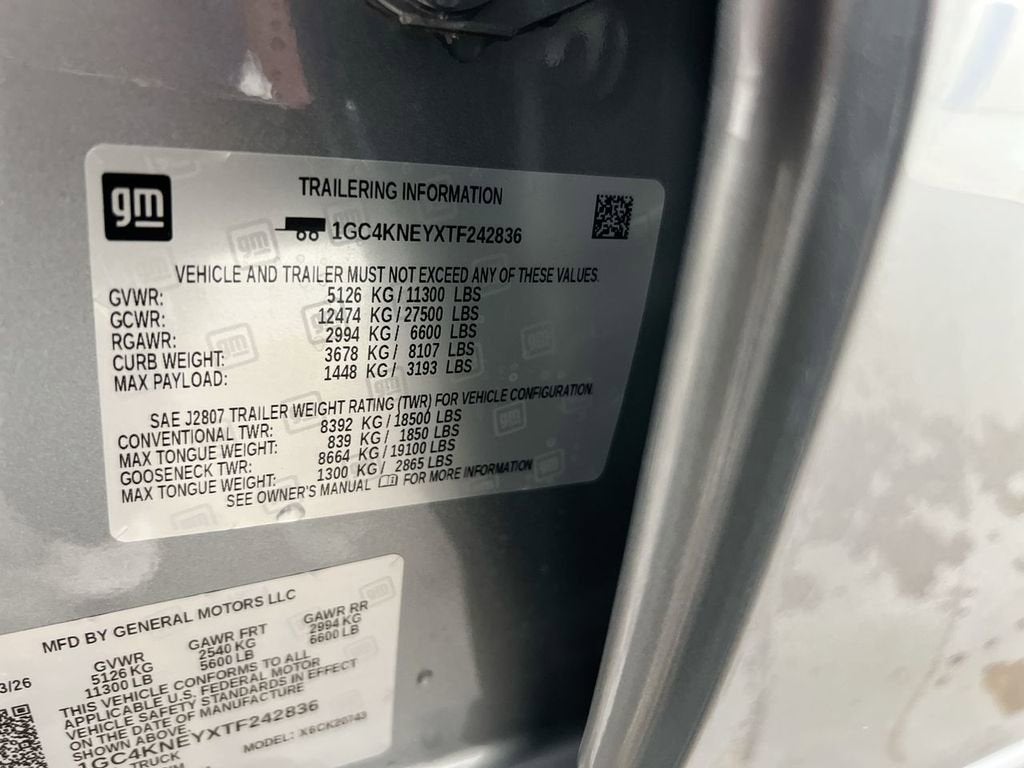 gm
TRAILERING INFORMATION
1GC4KNEYXTF242836
VEHICLE AND TRAILER MUST NOT EXCEED ANY OF THESE VALUES.
GVWR: 5126 KG / 11300 LBS
GCWR: 12474 KG / 27500 LBS
RGAWR: 2994 KG / 6600 LBS
CURB WEIGHT: 3678 KG / 8107 LBS
MAX PAYLOAD: 1448 KG / 3193 LBS
SAE J2807 TRAILER WEIGHT RATING (TWR) FOR VEHICLE CONFIGURATION.
CONVENTIONAL TWR: 8392 KG / 18500 LBS
MAX TONGUE WEIGHT: 839 KG / 1850 LBS
GOOSENECK TWR: 8664 KG / 19100 LBS
MAX TONGUE WEIGHT: 1300 KG / 2865 LBS
SEE OWNER'S MANUAL FOR MORE INFORMATION
MFD BY GENERAL MOTORS LLC
3/26 GVWR GAWR FRT GAWR RR
5126 KG 2540 KG 2994 KG
11300 LB 5600 LB 6600 LB
THIS VEHICLE CONFORMS TO ALL
APPLICABLE U.S. FEDERAL MOTOR
VEHICLE SAFETY STANDARDS IN EFFECT
ON THE DATE OF MANUFACTURE
SHOWN ABOVE.
1GC4KNEYXTF242836
TRUCK MODEL: X6CK20743